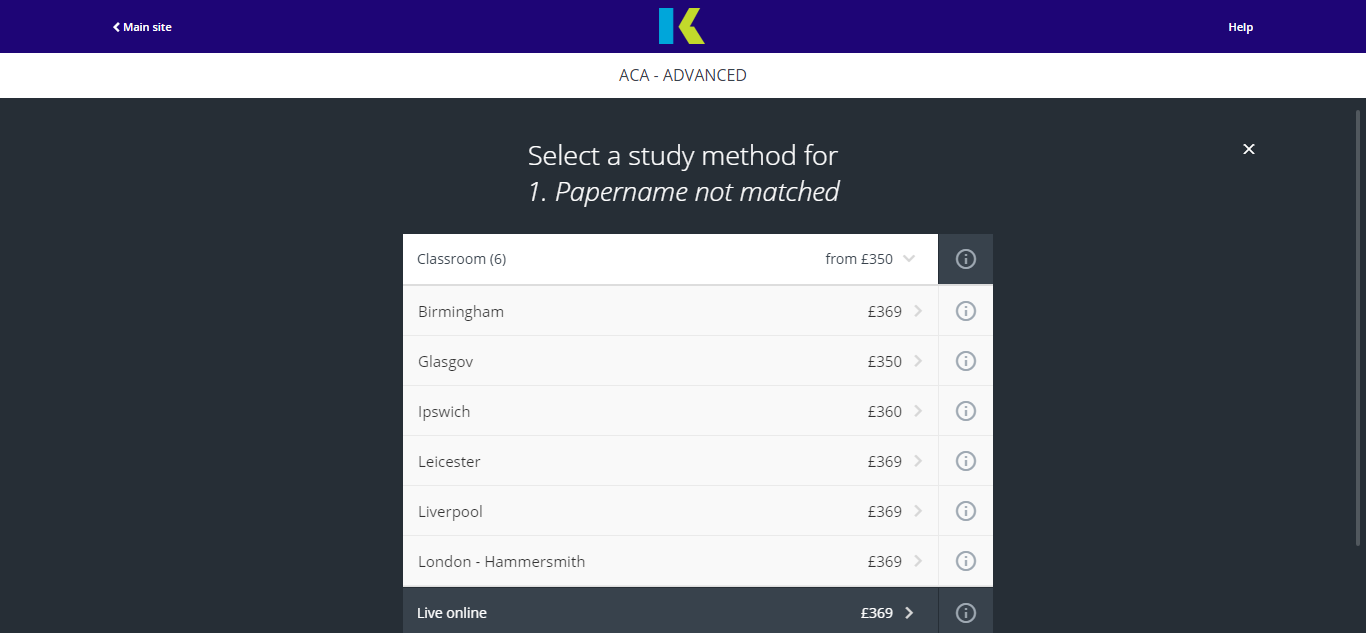 Main site
Help
ACA - ADVANCED
Select a study method for
1. Papername not matched
Classroom (6) from £350
Birmingham £369
Glasgov £350
Ipswich £360
Leicester £369
Liverpool £369
London - Hammersmith £369
Live online £369